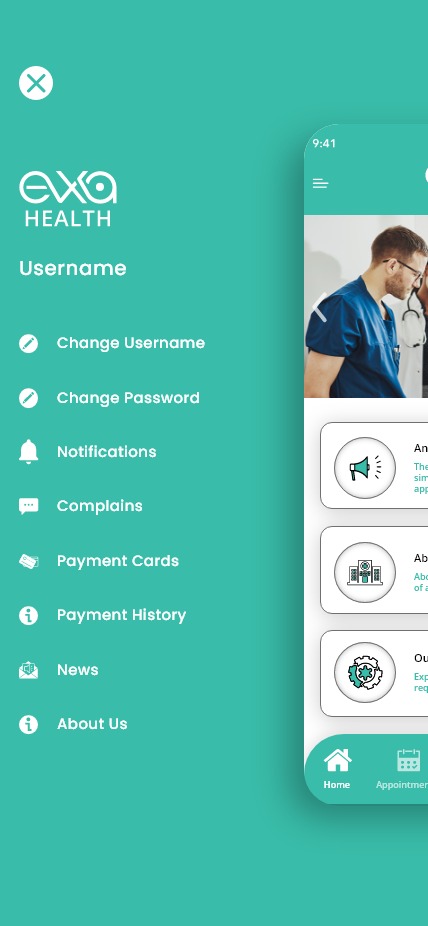 exa
HEALTH
Username
Change Username
Change Password
Notifications
Complains
Payment Cards
Payment History
News
About Us
9:41
An
The
sim
app
Ab
Abo
of a
Ou
Exp
req
Home
Appointmen